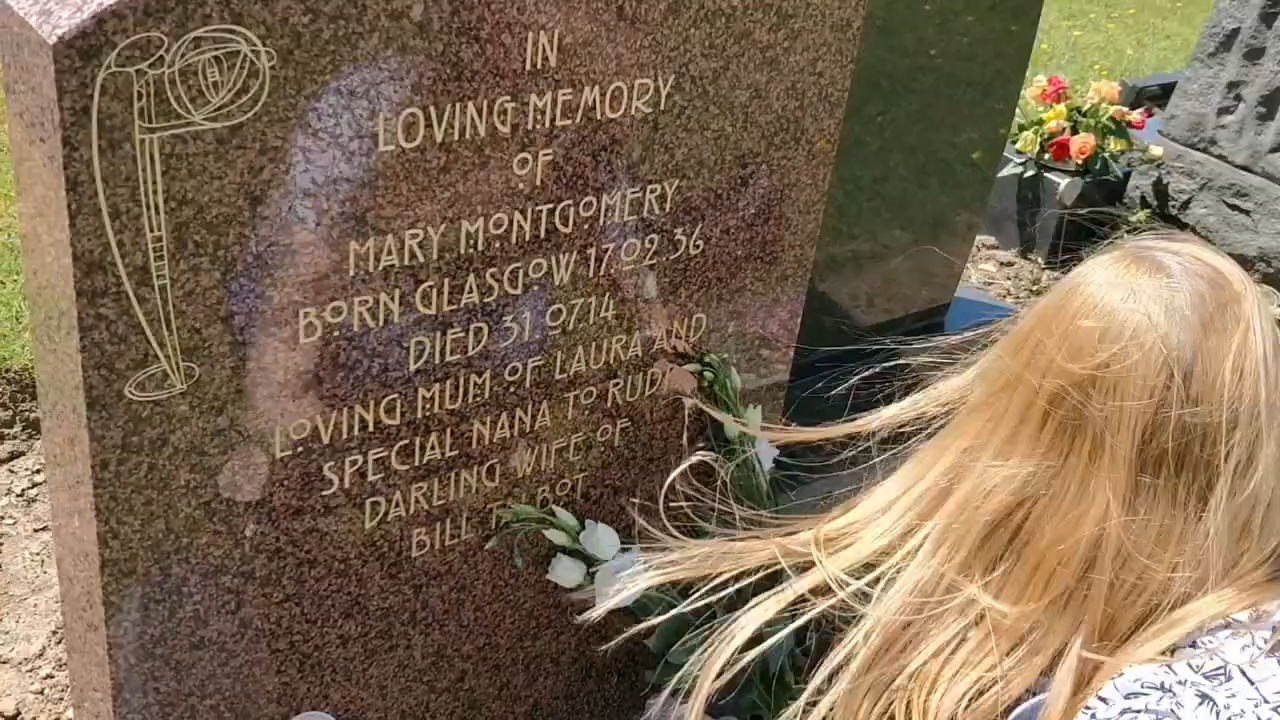 IN
LOVING MEMORY
OF
MARY MONTGOMERY
BORN GLASGOW 17 02 36
DIED 31 07 14
LOVING MUM OF LAURA AND
SPECIAL NANA TO RUDI
DARLING WIFE OF
BILL